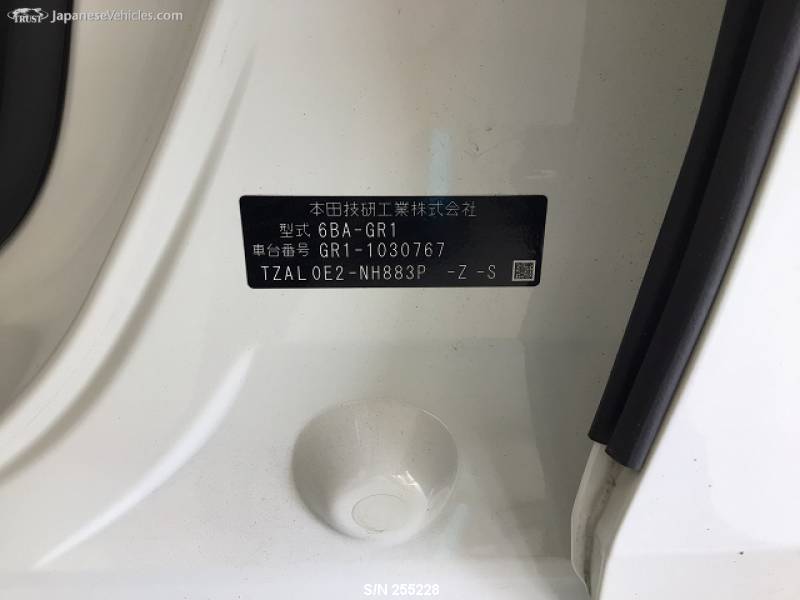 TRUST JapaneseVehicles.com
本田技研工業株式会社
型式 6BA-GR1
車台番号 GR1-1030767
TZAL0E2-NH883P -Z-S
S/N 255228